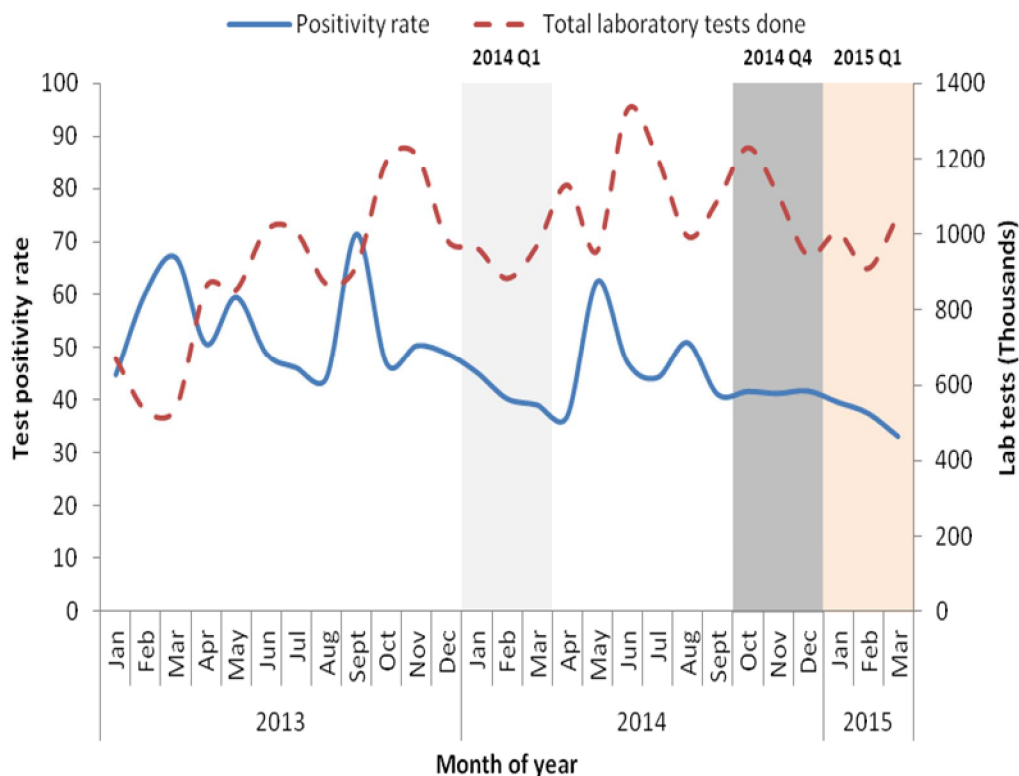 Positivity rate Total laboratory tests done
2014 Q1 2014 Q4 2015 Q1
100 1400
90
80 1200
70 1000
60 800
50
40 600
30 400
20
10 200
0 0
Test positivity rate
Lab tests (Thousands)
Jan Feb Mar Apr May Jun Jul Aug Sept Oct Nov Dec Jan Feb Mar Apr May Jun Jul Aug Sept Oct Nov Dec Jan Feb Mar
2013 2014 2015
Month of year